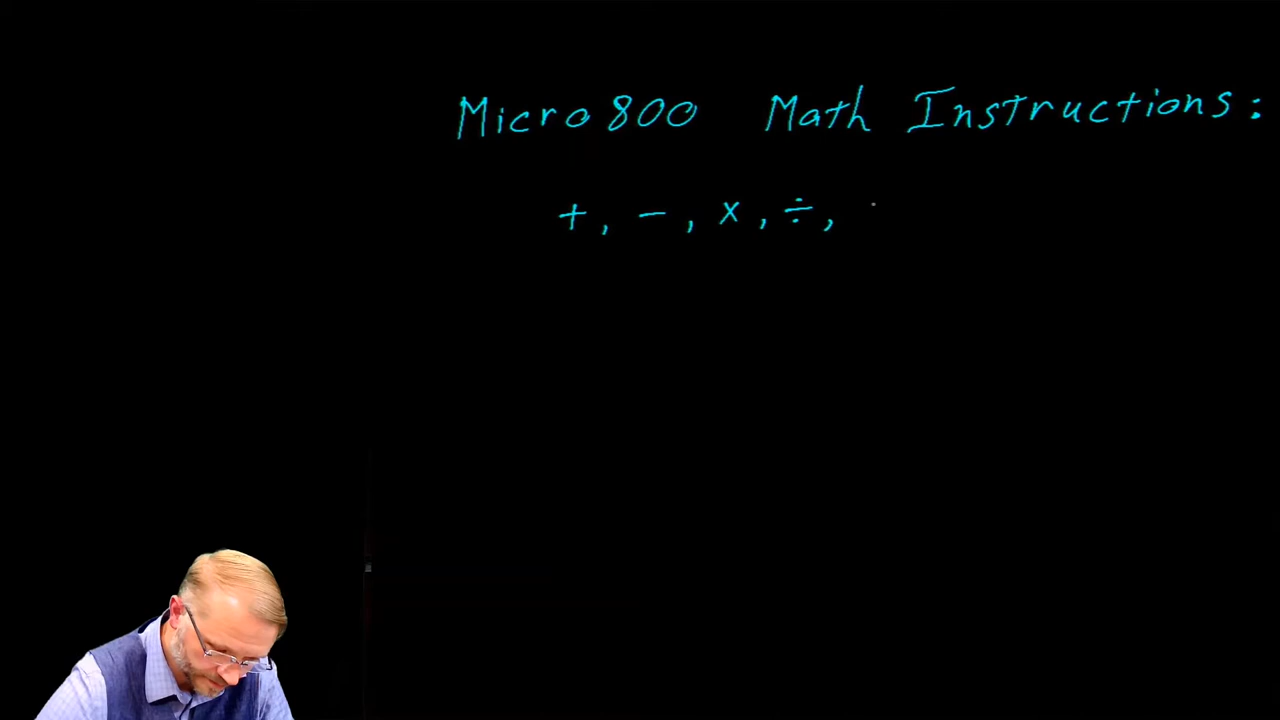 Micro800 Math Instructions:
+, -, x, ÷,